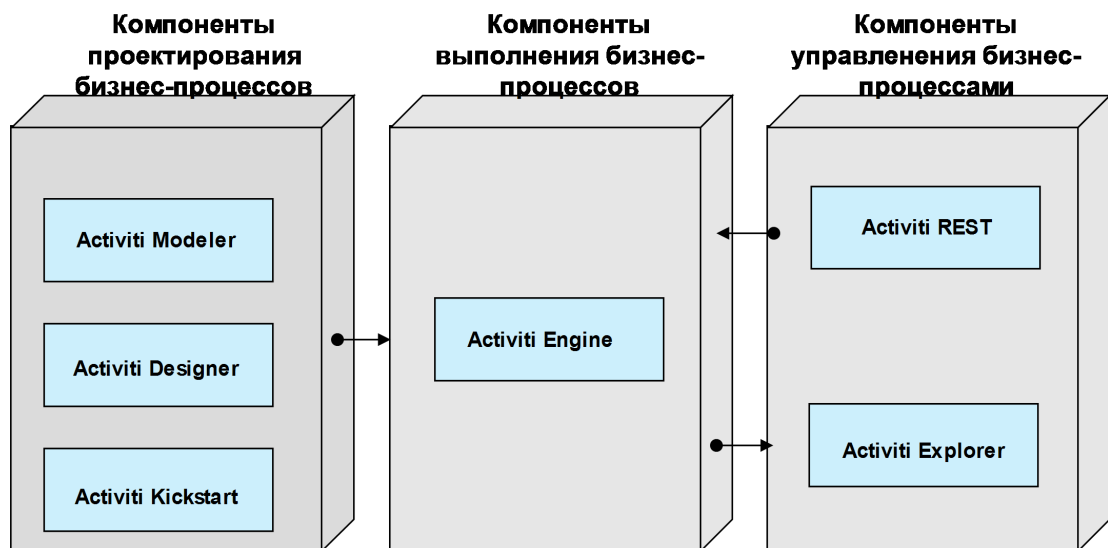 Компоненты
проектирования
бизнес-процессов
Компоненты
выполнения бизнес-
процессов
Компоненты
управленения бизнес-
процессами
Activiti Modeler
Activiti Designer
Activiti Kickstart
Activiti Engine
Activiti REST
Activiti Explorer